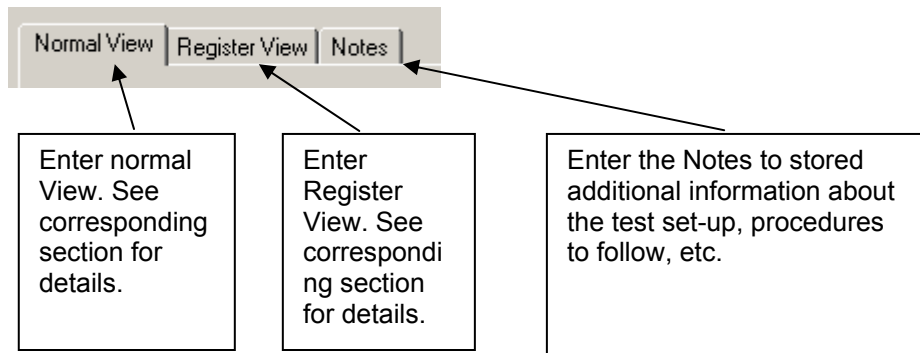 Normal View Register View Notes
Enter normal
View. See
corresponding
section for
details.
Enter
Register
View. See
correspondi
ng section
for details.
Enter the Notes to stored
additional information about
the test set-up, procedures
to follow, etc.